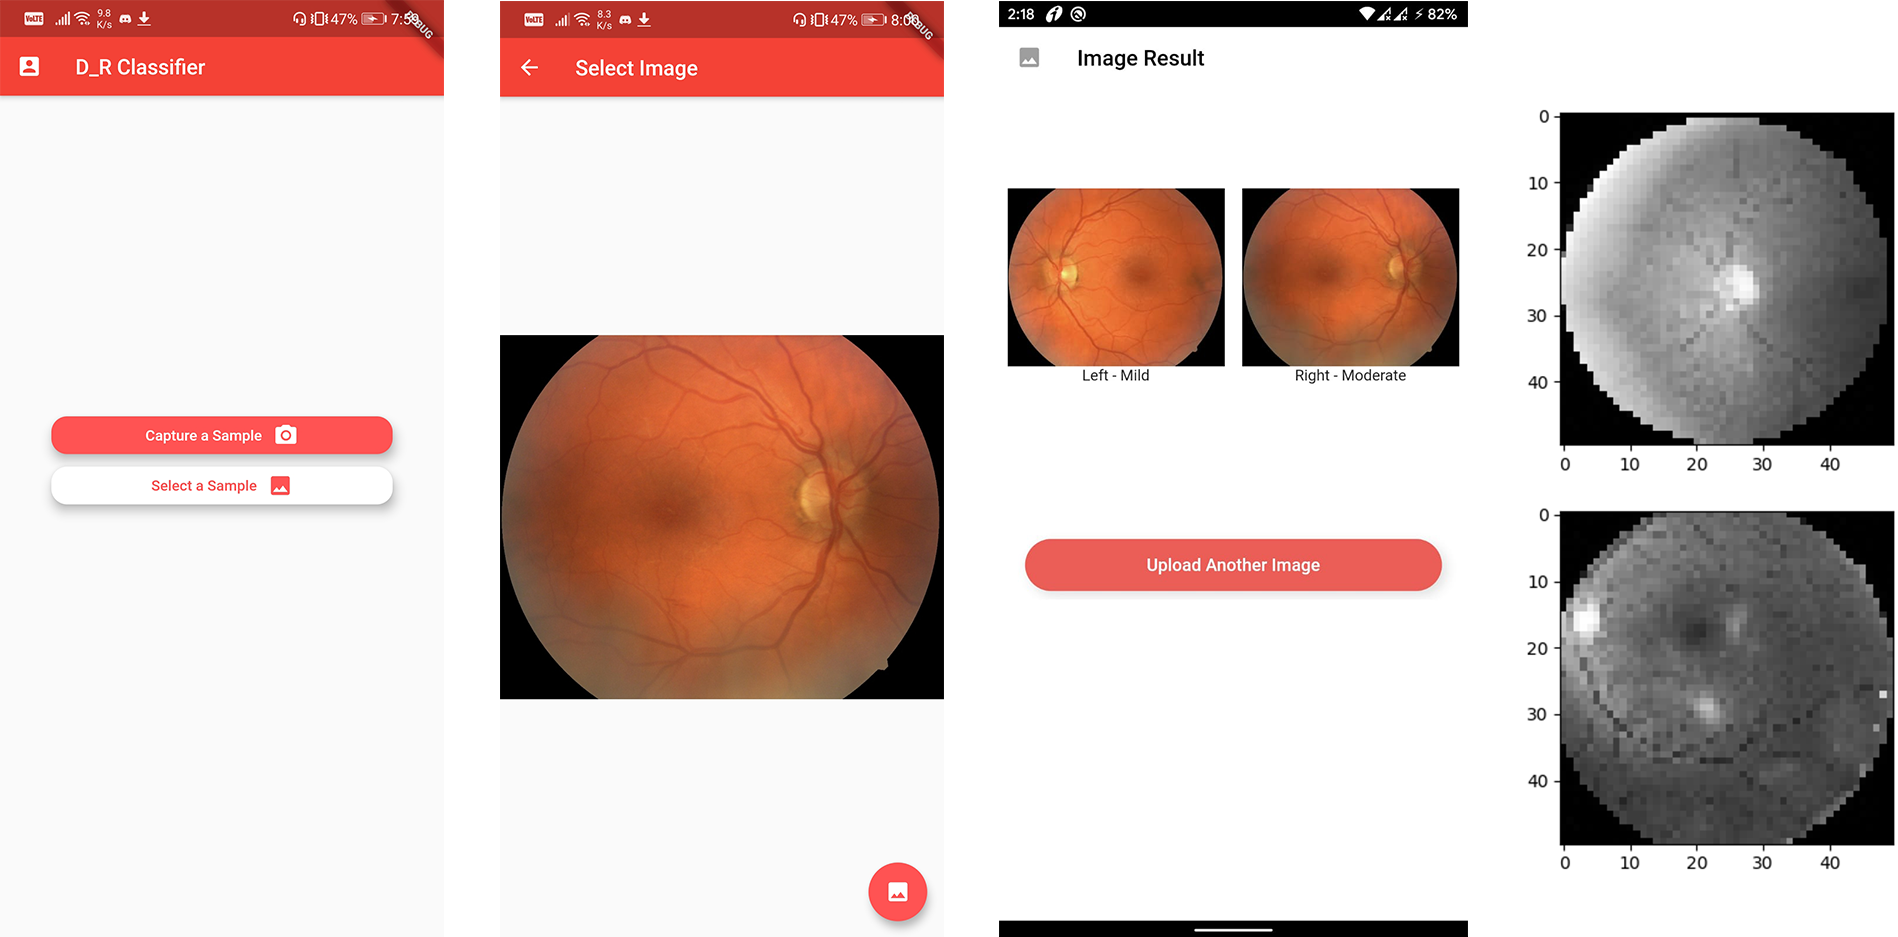 VoLTE 9.8 K/s 47% 7:59 DEBUG
D_R Classifier
Capture a Sample
Select a Sample
VoLTE 8.3 K/s 47% 8:00 DEBUG
Select Image
2:18 82%
Image Result
Left - Mild
Right - Moderate
Upload Another Image
0
10
20
30
40
0 10 20 30 40
0
10
20
30
40
0 10 20 30 40